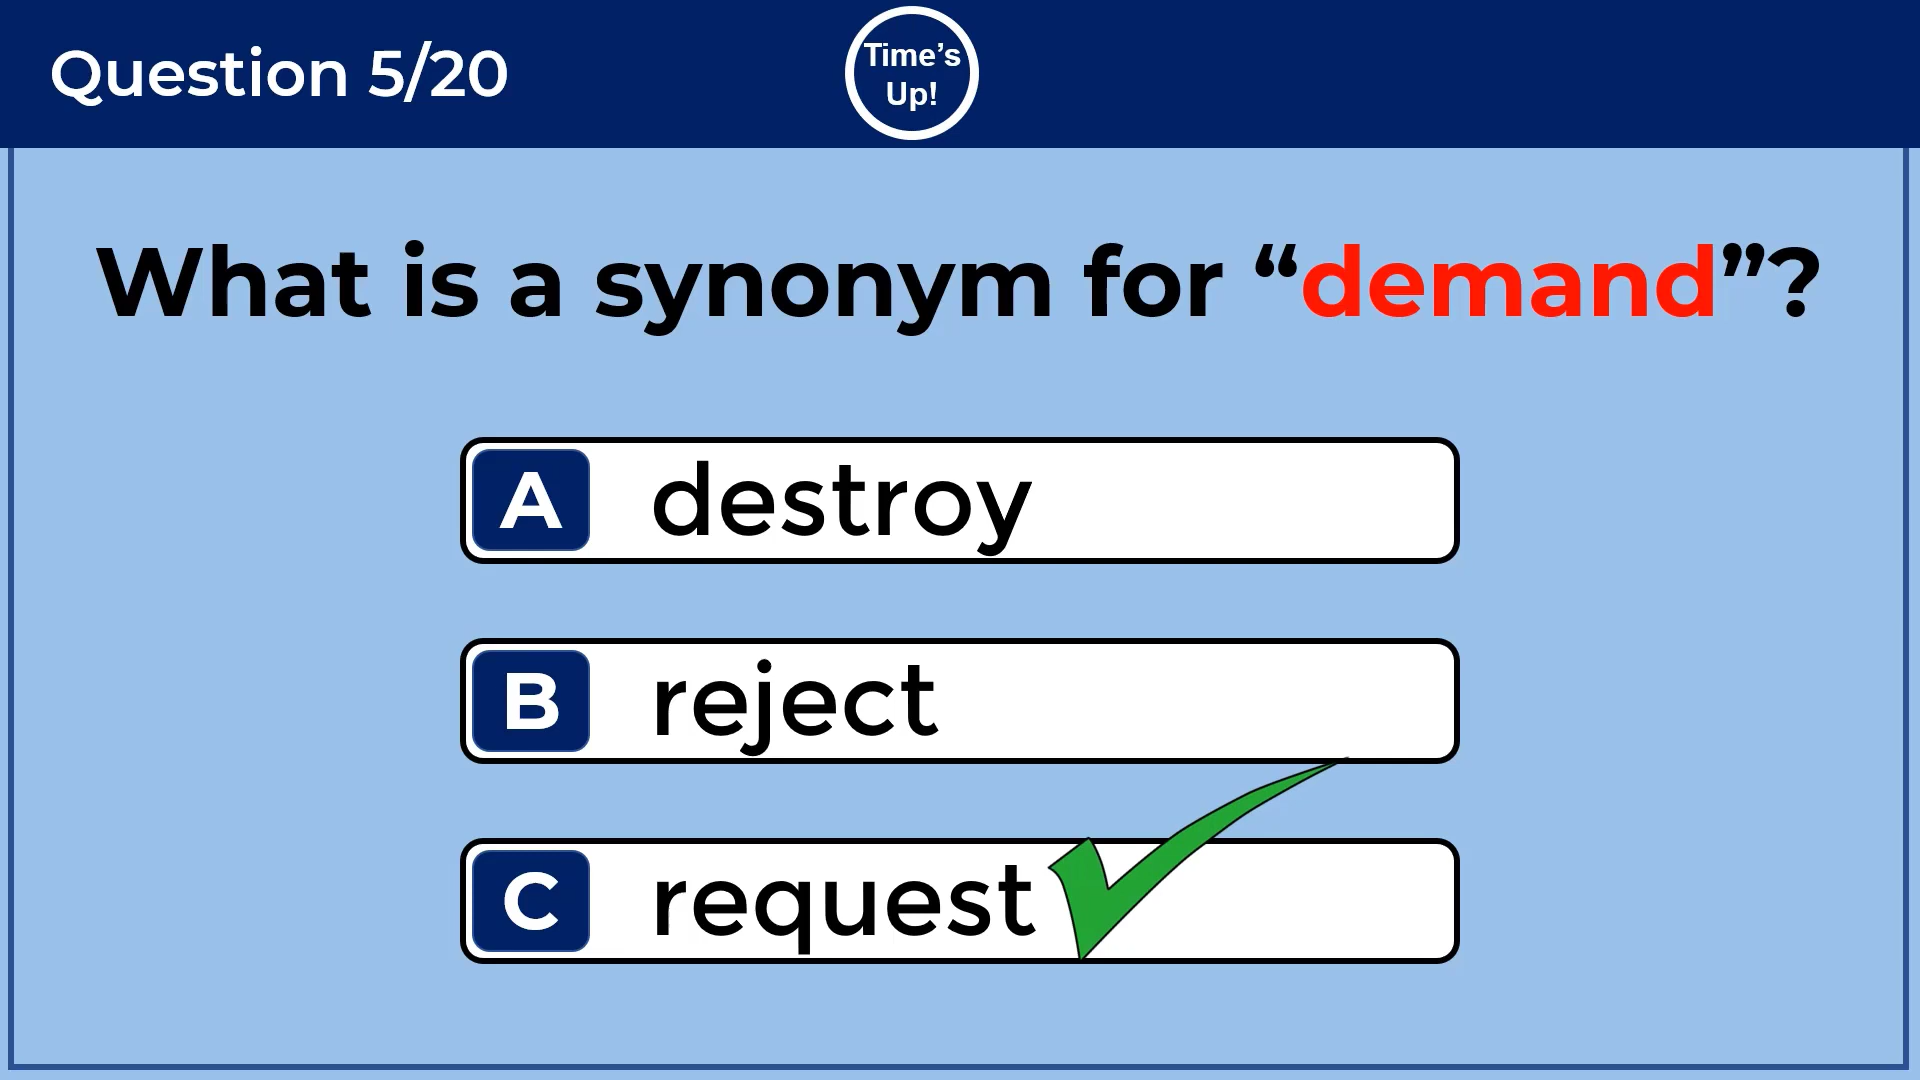 Question 5/20
Time’s
Up!
What is a synonym for “demand”?
A destroy
B reject
C request